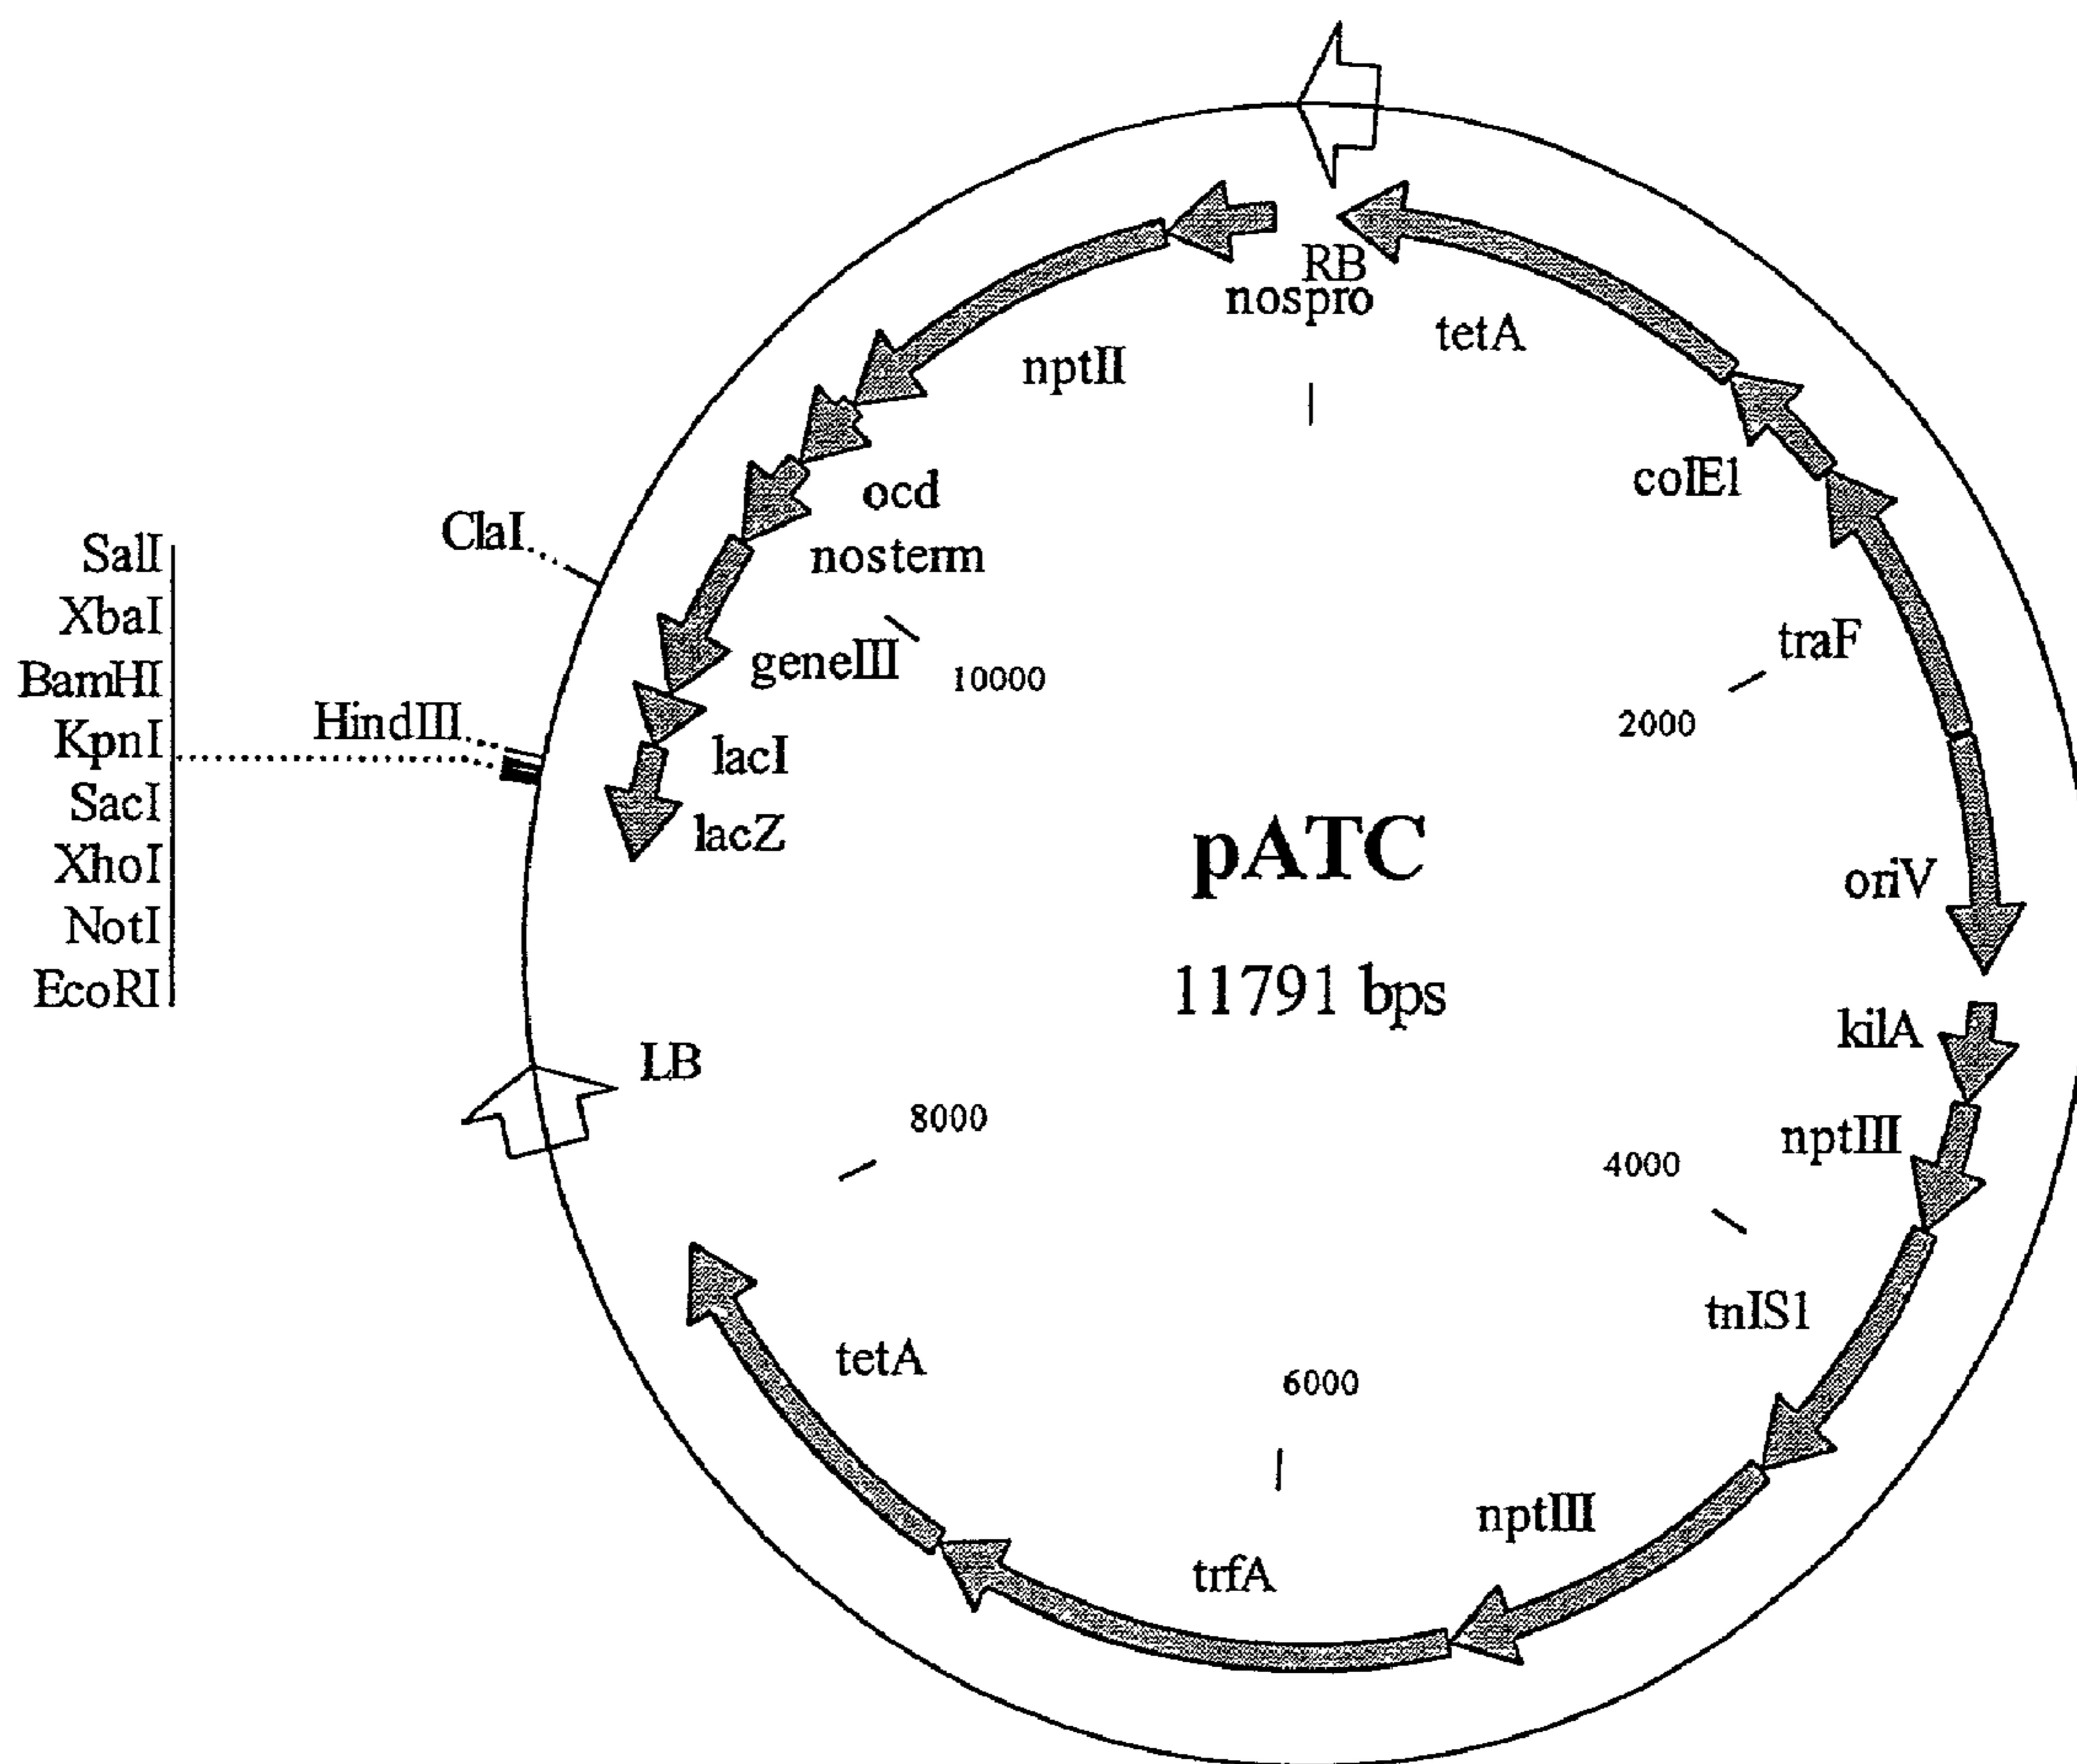 RB
nospro
tetA
nptII
colE1
ocd
ClaI
SalI
nosterm
XbaI
traF
geneIII
10000
BamHI
2000
HindIII
KpnI
lacI
SacI
lacZ
pATC
XhoI
oriV
NotI
EcoRI
11791 bps
kilA
LB
8000
nptIII
4000
tnIS1
tetA
6000
nptIII
trfA